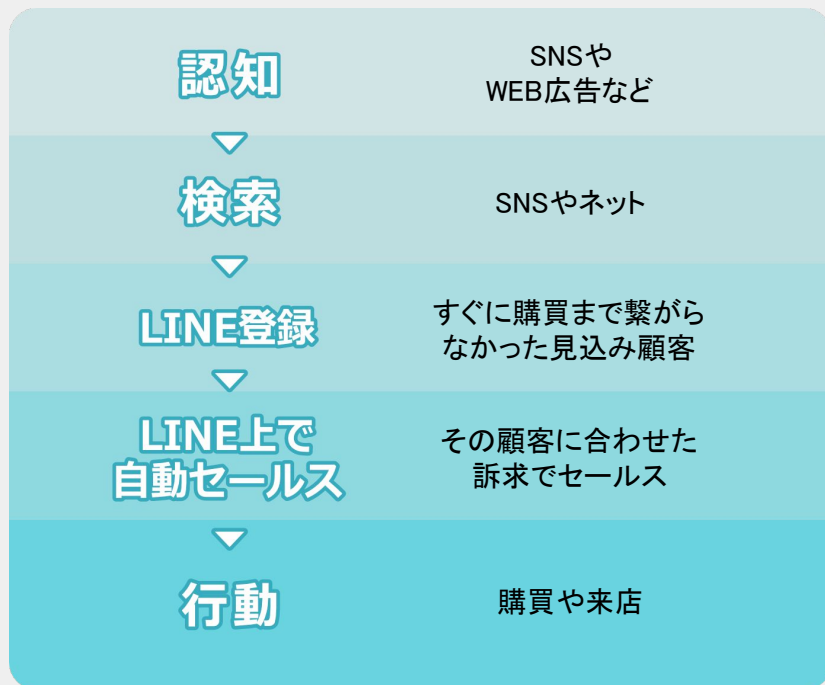 認知
SNSや
WEB広告など
検索
SNSやネット
LINE登録
すぐに購買まで繋がら
なかった見込み顧客
LINE上で
自動セールス
その顧客に合わせた
訴求でセールス
行動
購買や来店